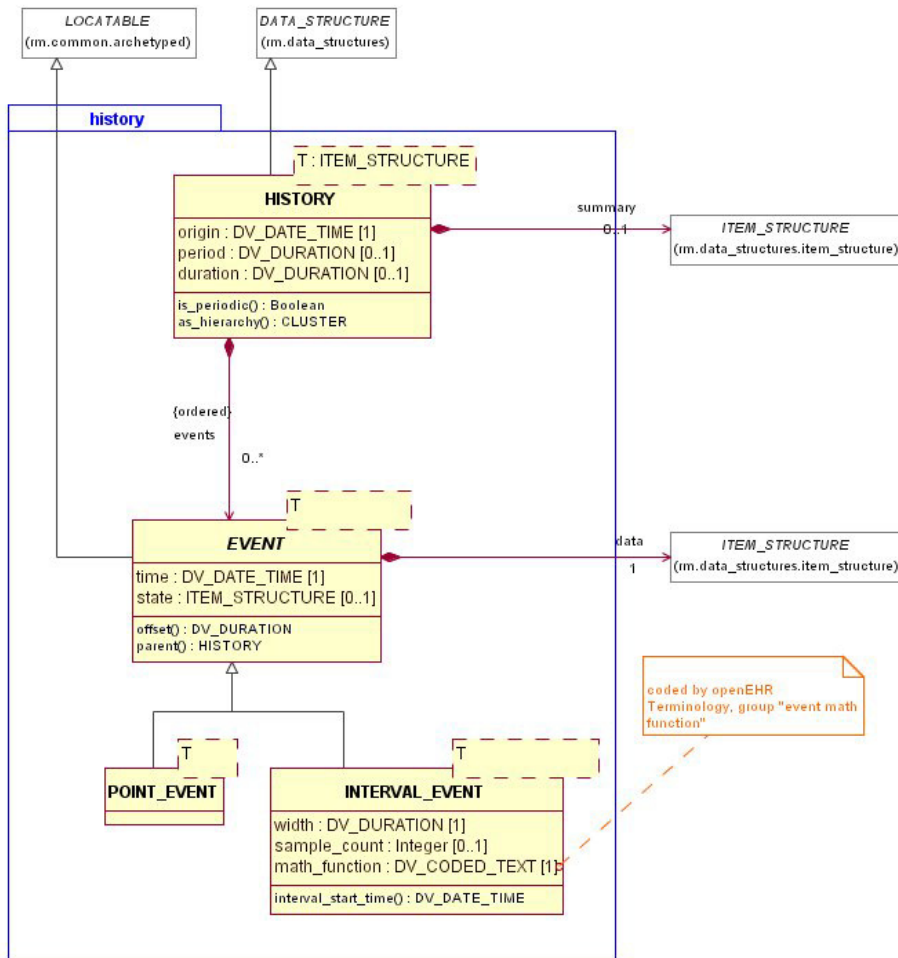 LOCATABLE
(rm.common.archetyped)
DATA_STRUCTURE
(rm.data_structures)
history
T : ITEM_STRUCTURE
HISTORY
origin : DV_DATE_TIME [1]
period : DV_DURATION [0..1]
duration : DV_DURATION [0..1]
is_periodic() : Boolean
as_hierarchy() : CLUSTER
summary
0..1
ITEM_STRUCTURE
(rm.data_structures.item_structure)
{ordered}
events
0..*
T
EVENT
time : DV_DATE_TIME [1]
state : ITEM_STRUCTURE [0..1]
offset() : DV_DURATION
parent() : HISTORY
data
1
ITEM_STRUCTURE
(rm.data_structures.item_structure)
coded by openEHR
Terminology, group "event math
function"
T
POINT_EVENT
T
INTERVAL_EVENT
width : DV_DURATION [1]
sample_count : Integer [0..1]
math_function : DV_CODED_TEXT [1]
interval_start_time() : DV_DATE_TIME